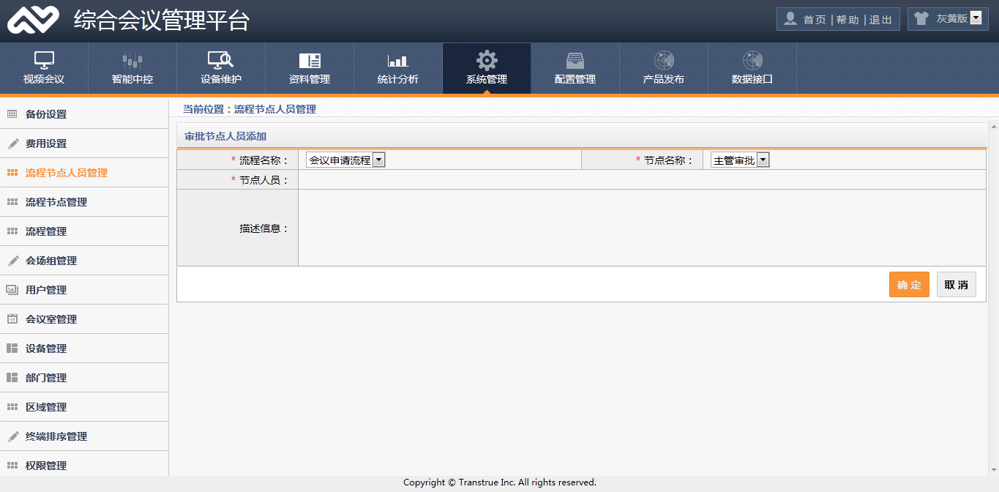 综合会议管理平台
首页 | 帮助 | 退出
灰黄版
视频会议
智能中控
设备维护
资料管理
统计分析
系统管理
配置管理
产品发布
数据接口
备份设置
费用设置
流程节点人员管理
流程节点管理
流程管理
会场组管理
用户管理
17
会议室管理
设备管理
部门管理
区域管理
终端排序管理
权限管理
当前位置：流程节点人员管理
审批节点人员添加
* 流程名称： 会议申请流程 * 节点名称： 主管审批
* 节点人员：
描述信息：
确 定 取 消
Copyright © Transtrue Inc. All rights reserved.